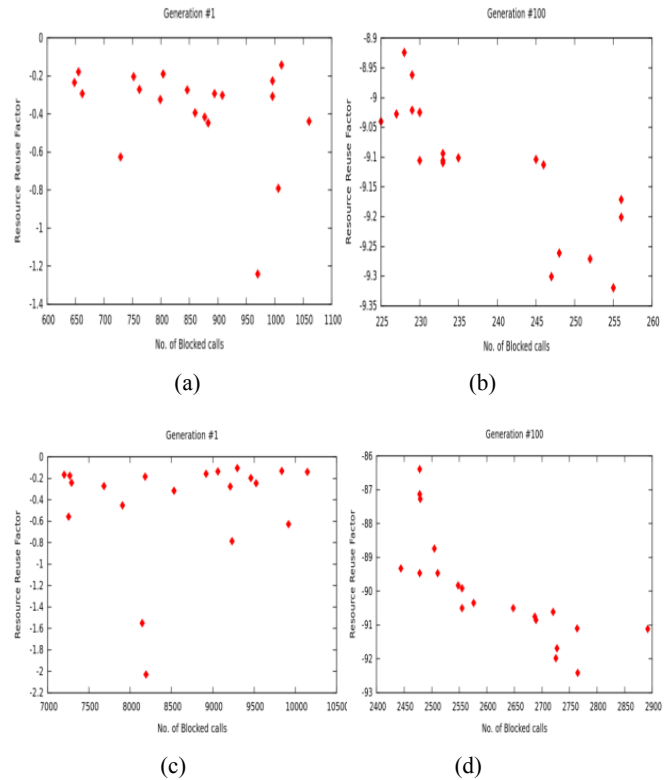 Generation #1
Resource Reuse Factor
0
-0.2
-0.4
-0.6
-0.8
-1
-1.2
-1.4
600 650 700 750 800 850 900 950 1000 1050 1100
No. of Blocked calls
(a)
Generation #100
Resource Reuse Factor
-8.9
-8.95
-9
-9.05
-9.1
-9.15
-9.2
-9.25
-9.3
-9.35
225 230 235 240 245 250 255 260
No. of Blocked calls
(b)
Generation #1
Resource Reuse Factor
0
-0.2
-0.4
-0.6
-0.8
-1
-1.2
-1.4
-1.6
-1.8
-2
-2.2
7000 7500 8000 8500 9000 9500 10000 10500
No. of Blocked calls
(c)
Generation #100
Resource Reuse Factor
-86
-87
-88
-89
-90
-91
-92
-93
2400 2450 2500 2550 2600 2650 2700 2750 2800 2850 2900
No. of Blocked calls
(d)